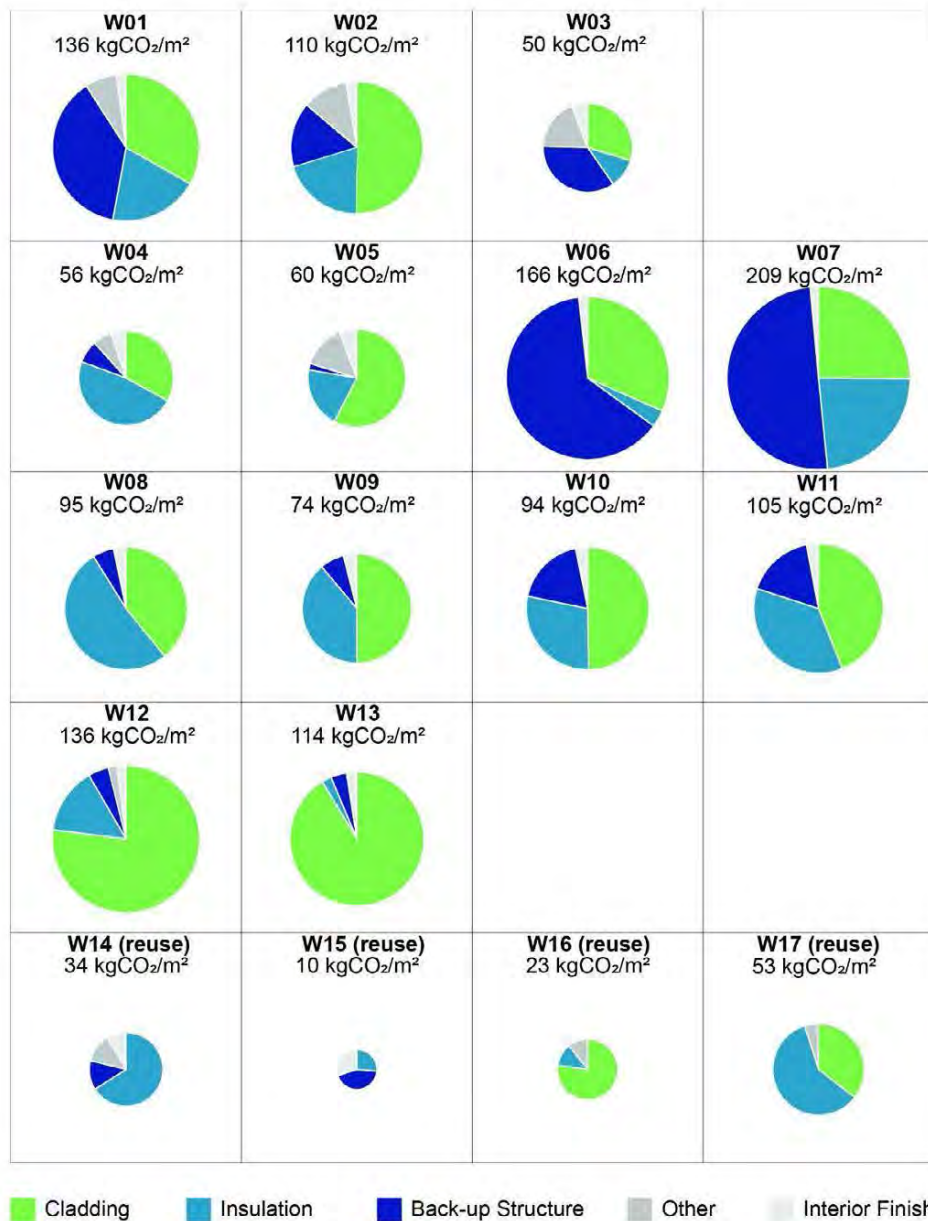 W01
136 kgCO₂/m²
W02
110 kgCO₂/m²
W03
50 kgCO₂/m²
W04
56 kgCO₂/m²
W05
60 kgCO₂/m²
W06
166 kgCO₂/m²
W07
209 kgCO₂/m²
W08
95 kgCO₂/m²
W09
74 kgCO₂/m²
W10
94 kgCO₂/m²
W11
105 kgCO₂/m²
W12
136 kgCO₂/m²
W13
114 kgCO₂/m²
W14 (reuse)
34 kgCO₂/m²
W15 (reuse)
10 kgCO₂/m²
W16 (reuse)
23 kgCO₂/m²
W17 (reuse)
53 kgCO₂/m²
Cladding Insulation Back-up Structure Other Interior Finish